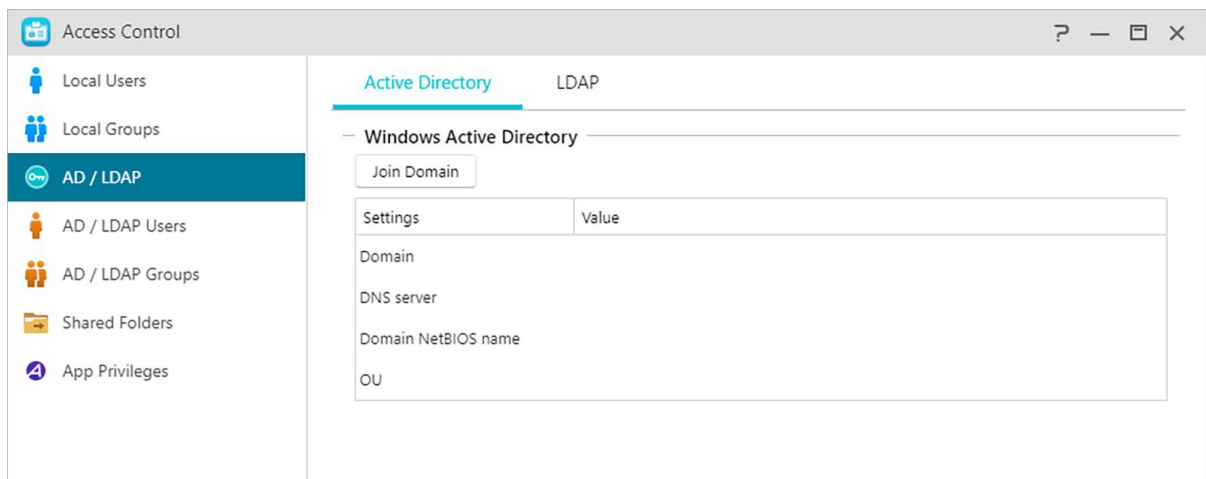 Access Control
Local Users
Local Groups
AD / LDAP
AD / LDAP Users
AD / LDAP Groups
Shared Folders
App Privileges
Active Directory LDAP
Windows Active Directory
Join Domain
Settings Value
Domain
DNS server
Domain NetBIOS name
OU